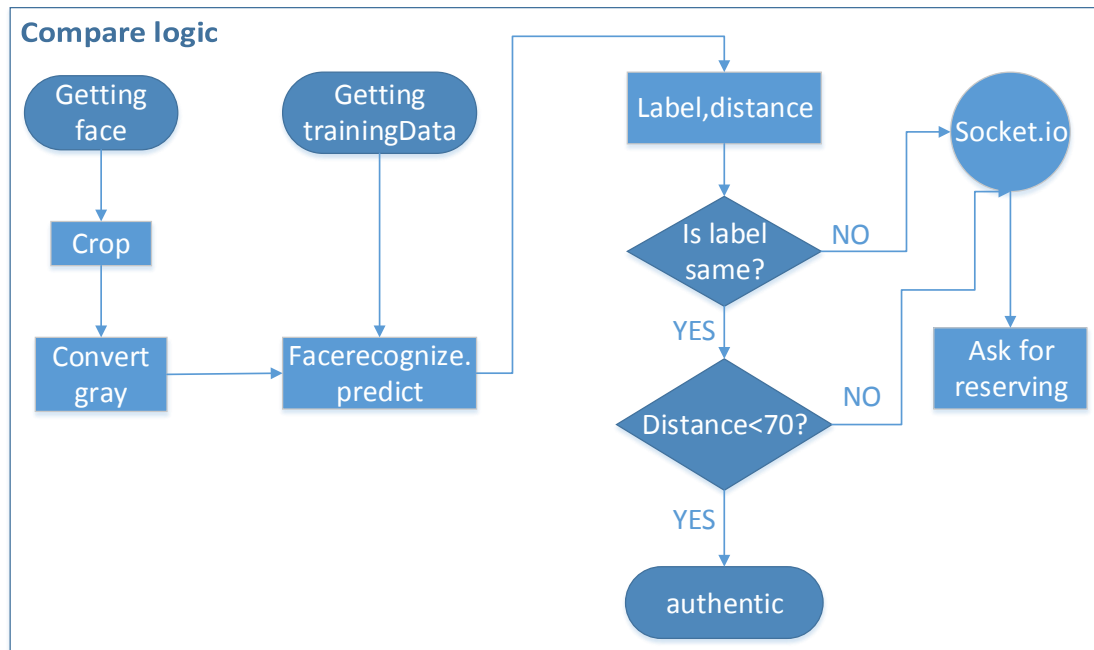 Compare logic
Getting
face
Getting
trainingData
Label,distance
Socket.io
Crop
Is label
same?
NO
YES
Convert
gray
Facerecognize.
predict
Ask for
reserving
NO
Distance<70?
YES
authentic